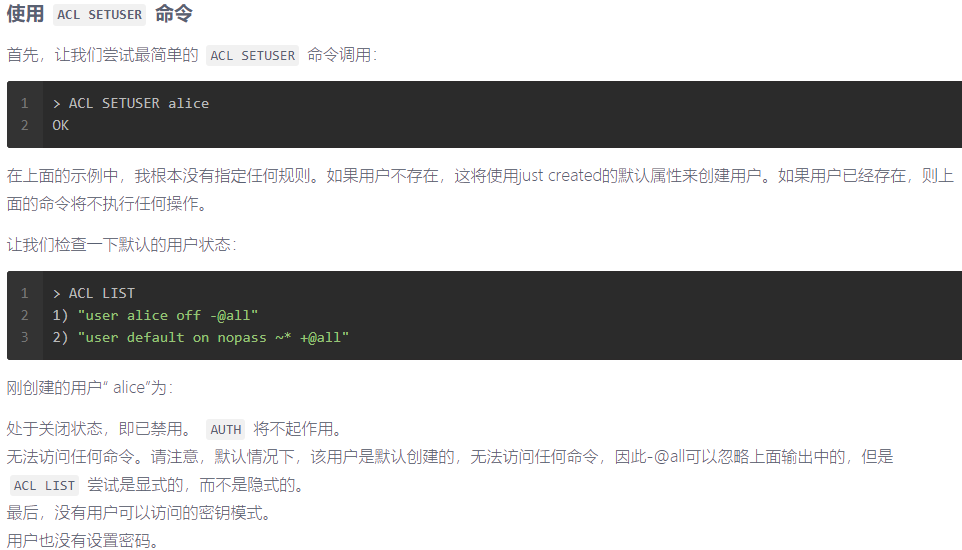 使用 ACL SETUSER 命令
首先，让我们尝试最简单的 ACL SETUSER 命令调用：
1 > ACL SETUSER alice
2 OK
在上面的示例中，我根本没有指定任何规则。如果用户不存在，这将使用just created的默认属性来创建用户。如果用户已经存在，则上
面的命令将不执行任何操作。
让我们检查一下默认的用户状态：
1 > ACL LIST
2 1) "user alice off -@all"
3 2) "user default on nopass ~* +@all"
刚创建的用户“ alice”为：
处于关闭状态，即已禁用。 AUTH 将不起作用。
无法访问任何命令。请注意，默认情况下，该用户是默认创建的，无法访问任何命令，因此-@all可以忽略上面输出中的，但是
ACL LIST 尝试是显式的，而不是隐式的。
最后，没有用户可以访问的密钥模式。
用户也没有设置密码。